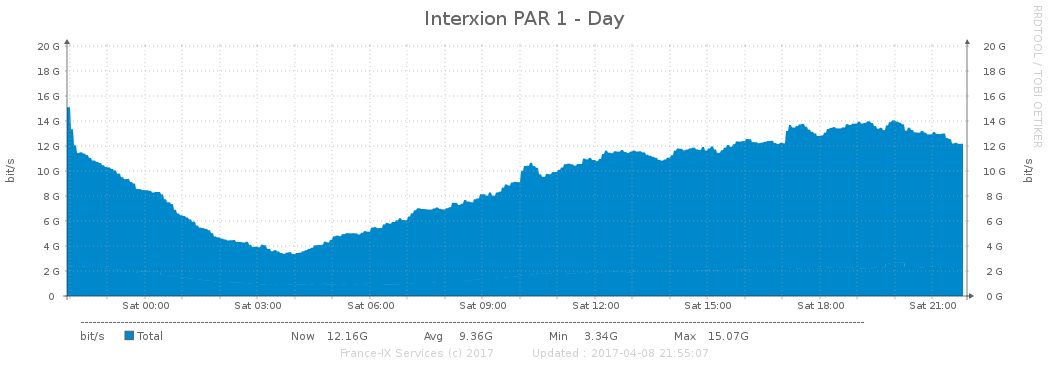 Interxion PAR 1 - Day
RRDTOOL / TOBI OETIKER
bit/s
20 G 20 G
18 G 18 G
16 G 16 G
14 G 14 G
12 G 12 G
10 G 10 G
8 G 8 G
6 G 6 G
4 G 4 G
2 G 2 G
0 0 G
bit/s
Sat 00:00 Sat 03:00 Sat 06:00 Sat 09:00 Sat 12:00 Sat 15:00 Sat 18:00 Sat 21:00
bit/s Total Now 12.16G Avg 9.36G Min 3.34G Max 15.07G
France-IX Services (c) 2017 Updated : 2017-04-08 21:55:07